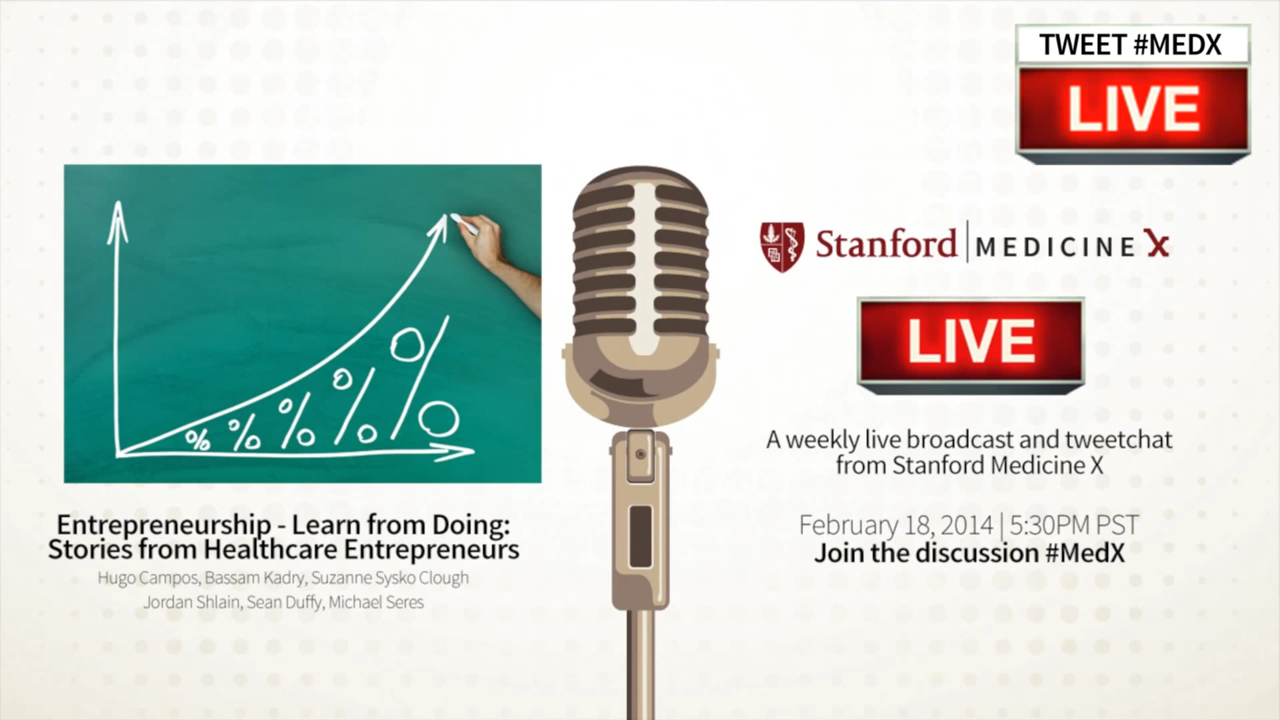 TWEET #MEDX
LIVE
Stanford MEDICINE X
LIVE
A weekly live broadcast and tweetchat
from Stanford Medicine X
February 18, 2014 | 5:30PM PST
Join the discussion #MedX
% % % % %
Entrepreneurship - Learn from Doing:
Stories from Healthcare Entrepreneurs
Hugo Campos, Bassam Kadry, Suzanne Sysko Clough
Jordan Shlain, Sean Duffy, Michael Seres